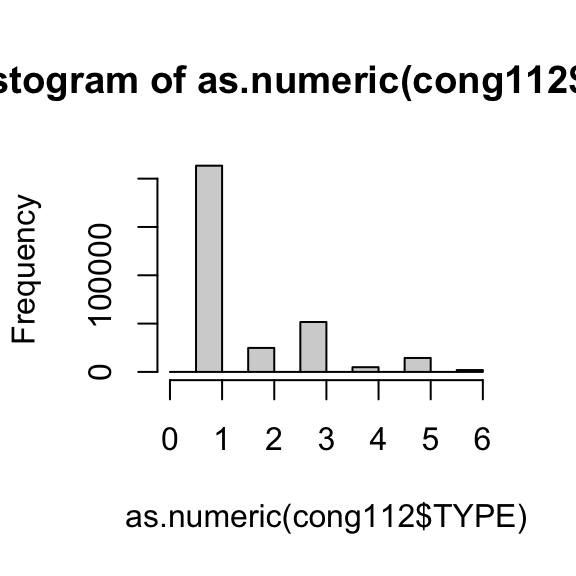 stogram of as.numeric(cong112$
Frequency
100000
0
0 1 2 3 4 5 6
as.numeric(cong112$TYPE)